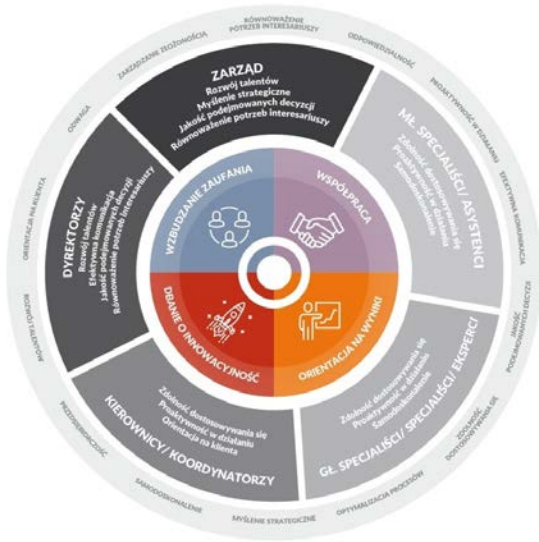 RÓWNOWAŻENIE
POTRZEB INTERESARIUSZY
ODPOWIEDZIALNOŚĆ
PROAKTYWNOŚĆ W DZIAŁANIU
EFEKTYWNA KOMUNIKACJA
JAKOŚĆ
PODEJMOWANYCH DECYZJI
ZDOLNOŚĆ
DOSTOSOWYWANIA SIĘ
OPTYMALIZACJA PROCESÓW
MYŚLENIE STRATEGICZNE
SAMODOSKONALENIE
PRZEDSIĘBIORCZOŚĆ
ROZWÓJ TALENTÓW
ORIENTACJA NA KLIENTA
ODWAGA
ZARZĄDZANIE ZŁOŻONOŚCIĄ
ZARZĄD
Rozwój talentów
Myślenie strategiczne
Jakość podejmowanych decyzcji
Równoważenie potrzeb interesariuszy
MŁ. SPECJALIŚCI/ ASYSTENCI
Zdolność dostosowywania się
Proaktywność w działaniu
Samodoskonalenie
Zdolność dostosowywania się
Proaktywność w działaniu
Samodoskonalenie
GŁ. SPECJALIŚCI/ SPECJALIŚCI/ EKSPERCI
Zdolność dostosowywania się
Proaktywność w działaniu
Orientacja na klienta
KIEROWNICY/ KOORDYNATORZY
DYREKTORZY
Rozwój talentów
Efektywna komunikacja
Jakość podejmowanych decyzji
Równoważenie potrzeb interesariuszy
WZBUDZANIE ZAUFANIA
WSPÓŁPRACA
ORIENTACJA NA WYNIKI
DBANIE O INNOWACYJNOŚĆ